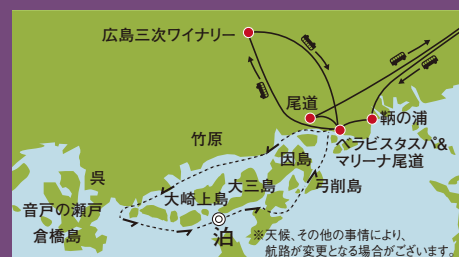 広島三次ワイナリー
尾道
鞆の浦
ベラビスタスパ&
マリーナ尾道
竹原
因島
呉
大三島
弓削島
大崎上島
音戸の瀬戸
倉橋島
泊
※天候、その他の事情により、
航路が変更となる場合がございます。